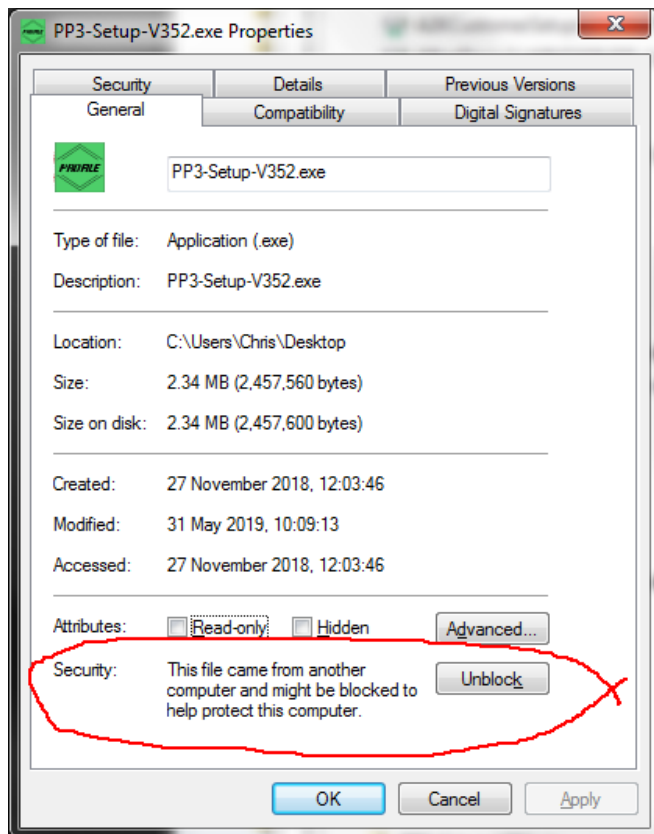 PP3-Setup-V352.exe Properties
Security Details Previous Versions
General Compatibility Digital Signatures
PROFILE PP3-Setup-V352.exe
Type of file: Application (.exe)
Description: PP3-Setup-V352.exe
Location: C:\Users\Chris\Desktop
Size: 2.34 MB (2,457,560 bytes)
Size on disk: 2.34 MB (2,457,600 bytes)
Created: 27 November 2018, 12:03:46
Modified: 31 May 2019, 10:09:13
Accessed: 27 November 2018, 12:03:46
Attributes: Read-only Hidden Advanced...
Security: This file came from another
computer and might be blocked to
help protect this computer.
Unblock
OK Cancel Apply